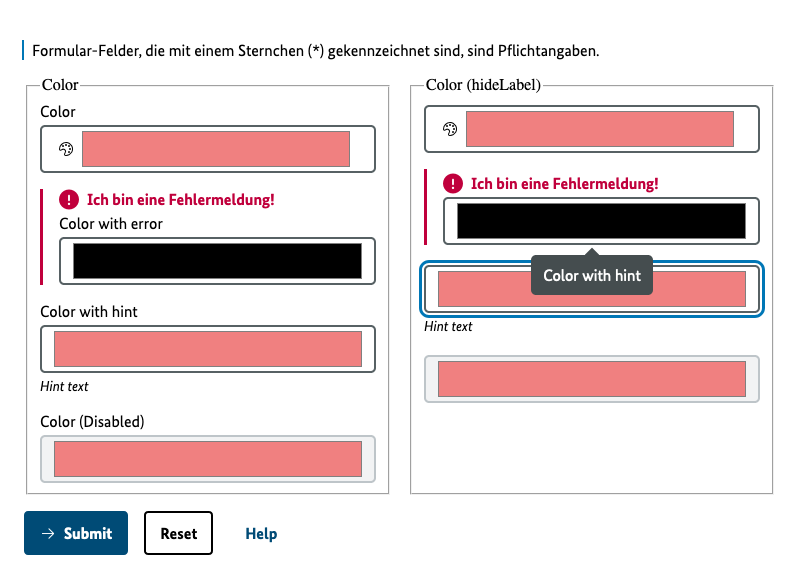 Formular-Felder, die mit einem Sternchen (*) gekennzeichnet sind, sind Pflichtangaben.
Color
Color
Ich bin eine Fehlermeldung!
Color with error
Color with hint
Hint text
Color (Disabled)
Color (hideLabel)
Ich bin eine Fehlermeldung!
Color with hint
Hint text
Submit
Reset
Help